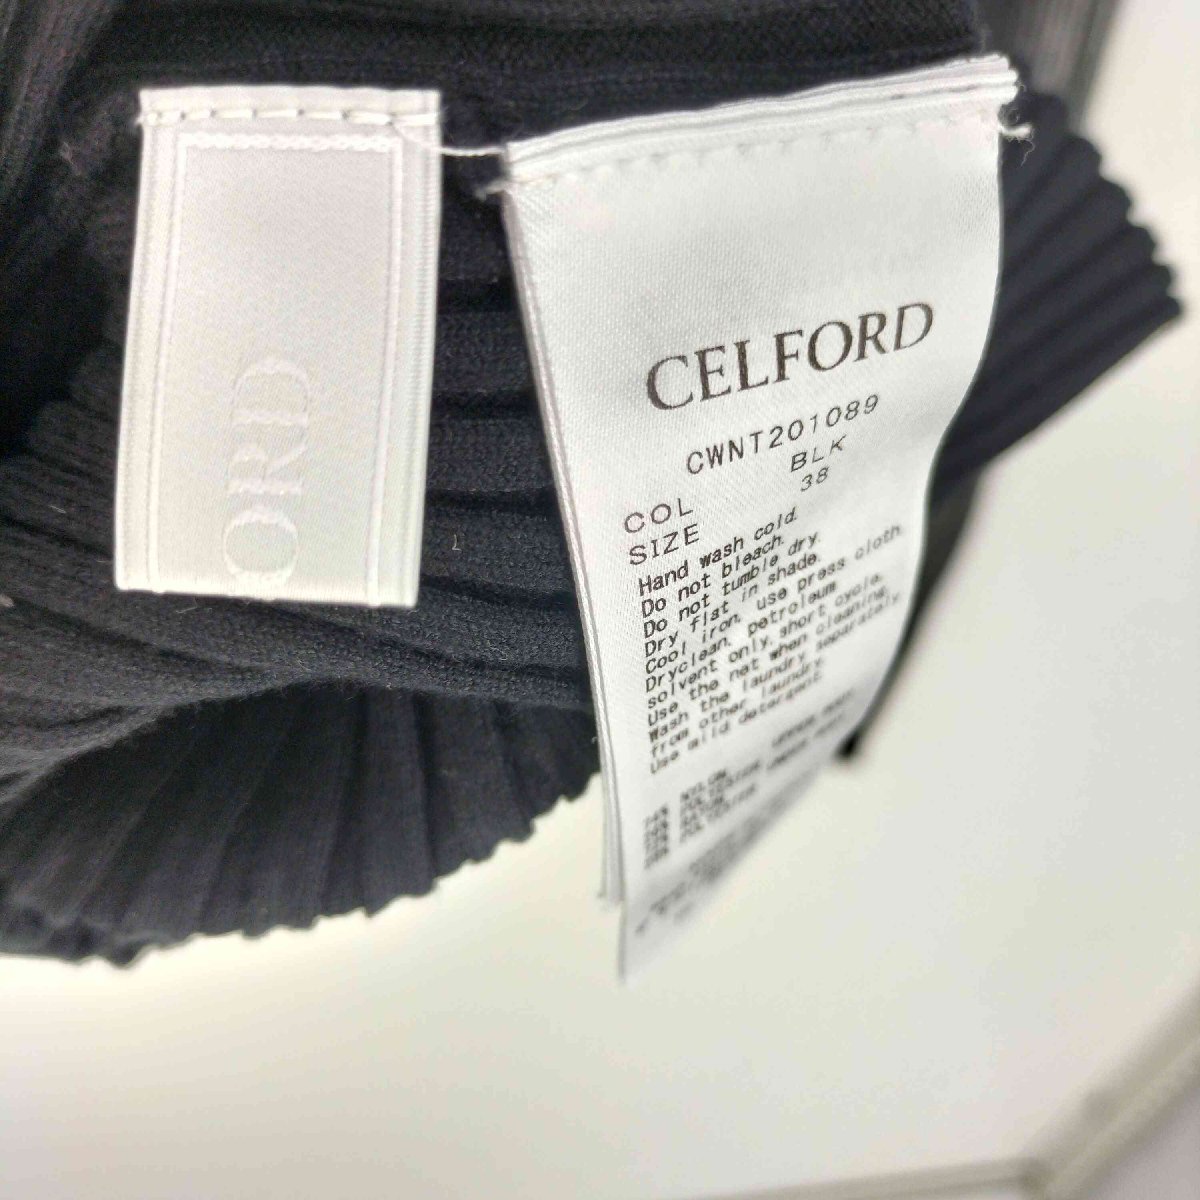 ORD
CELFORD
CWNT201089
COL BLK
SIZE 38
Hand wash cold.
Do not bleach.
Do not tumble dry.
Dry flat in shade.
Cool iron, use press cloth.
Dryclean, petroleum
solvent only, short cycle.
Use the net when cleaning.
Wash the laundry separately
from other laundry.
Use mild detergent.